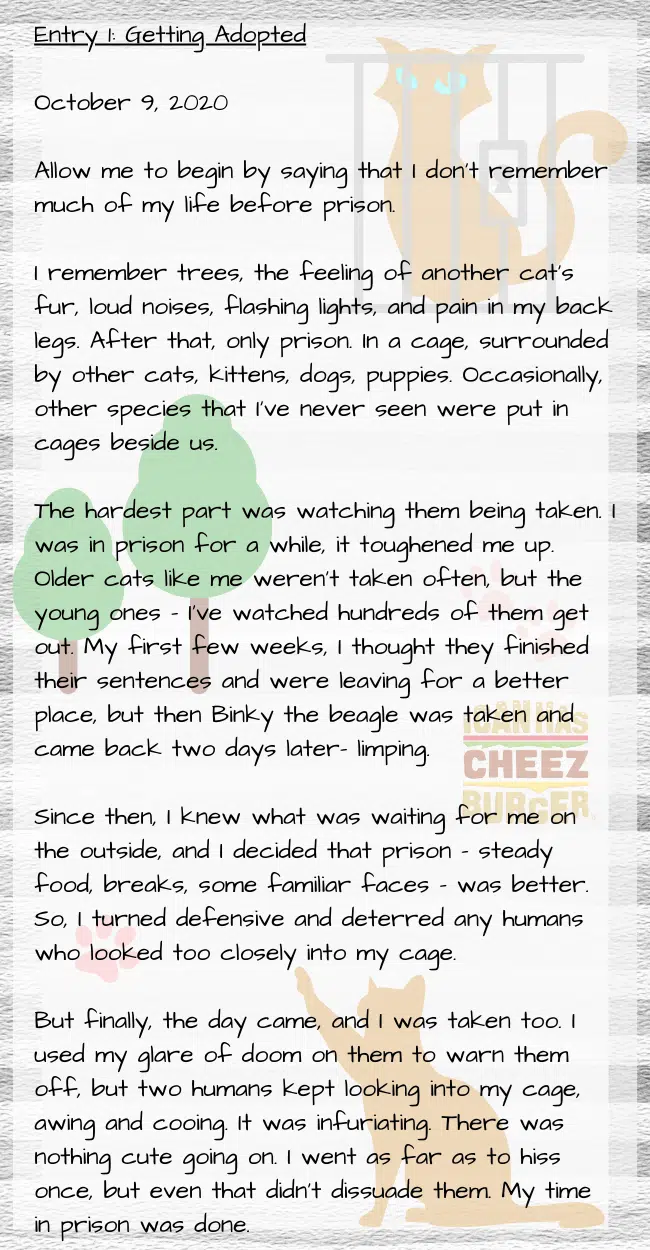 Entry 1: Getting Adopted
October 9, 2020
Allow me to begin by saying that I don't remember
much of my life before prison.
I remember trees, the feeling of another cat's
fur, loud noises, flashing lights, and pain in my back
legs. After that, only prison. In a cage, surrounded
by other cats, kittens, dogs, puppies. Occasionally,
other species that I've never seen were put in
cages beside us.
The hardest part was watching them being taken. I
was in prison for a while, it toughened me up.
Older cats like me weren't taken often, but the
young ones - I've watched hundreds of them get
out. My first few weeks, I thought they finished
their sentences and were leaving for a better
place, but then Binky the beagle was taken and
came back two days later- limping.
I CAN HAS
CHEEZ
BURGER
Since then, I knew what was waiting for me on
the outside, and I decided that prison - steady
food, breaks, some familiar faces - was better.
So, I turned defensive and deterred any humans
who looked too closely into my cage.
But finally, the day came, and I was taken too. I
used my glare of doom on them to warn them
off, but two humans kept looking into my cage,
awing and cooing. It was infuriating. There was
nothing cute going on. I went as far as to hiss
once, but even that didn't dissuade them. My time
in prison was done.